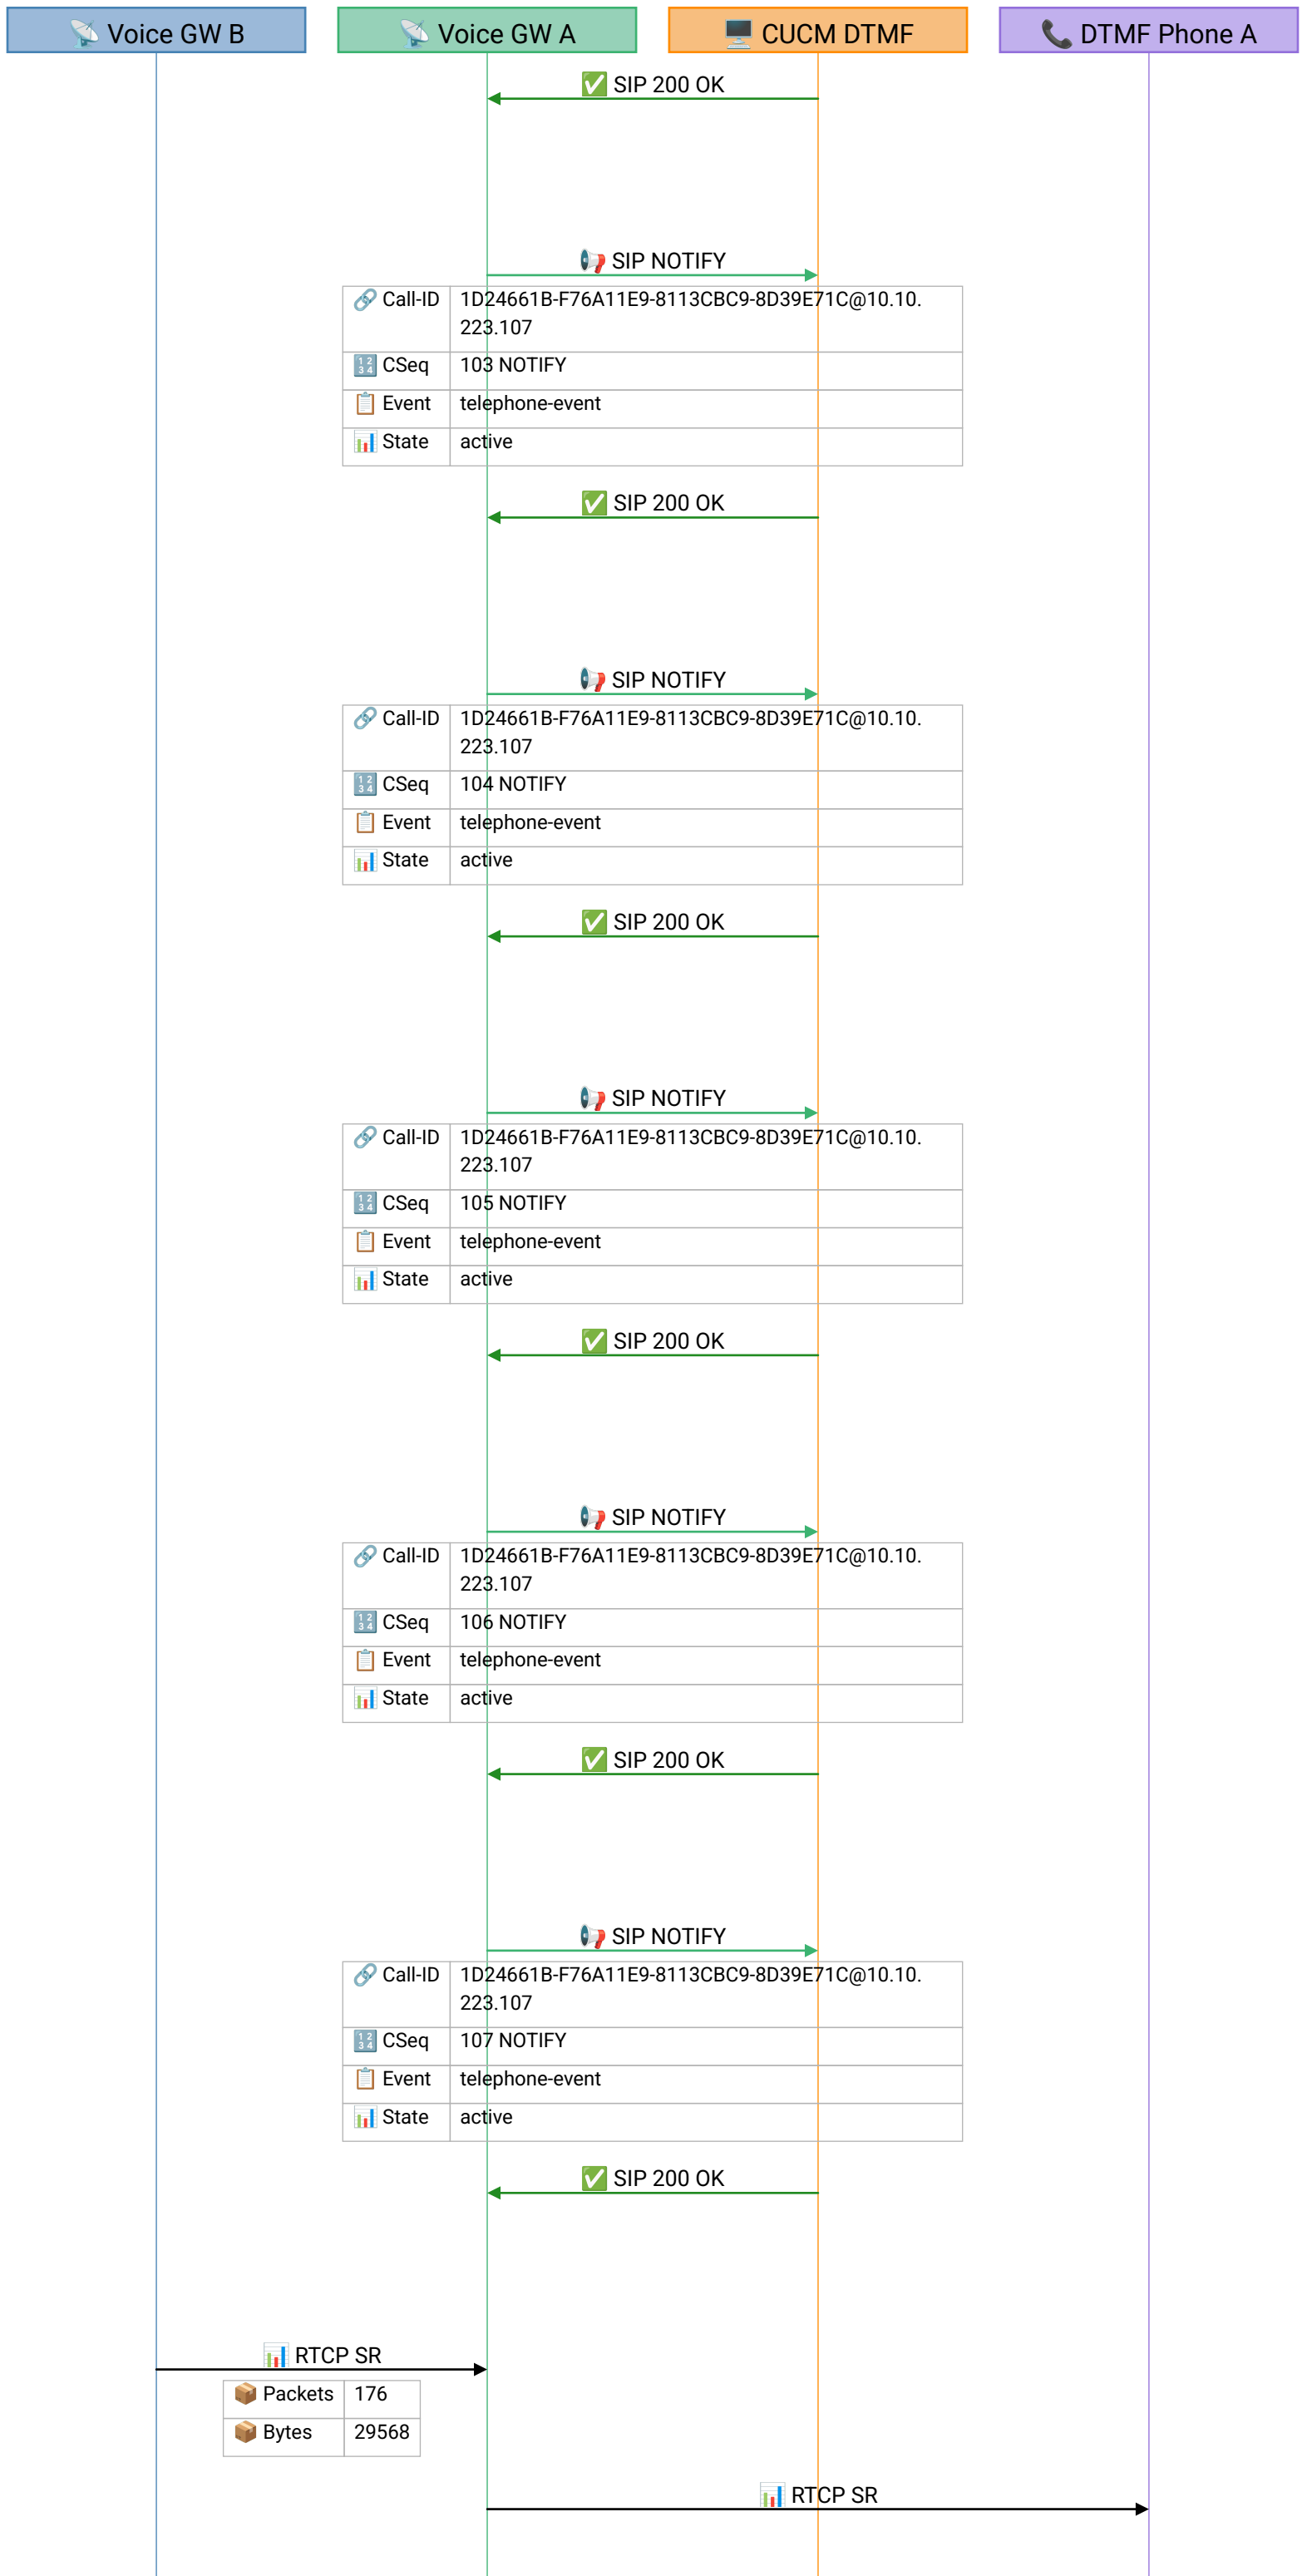 📡 Voice GW B
📡 Voice GW A
🖥️ CUCM DTMF
📞 DTMF Phone A
✅ SIP 200 OK
📢 SIP NOTIFY
🔗 Call-ID 1D24661B-F76A11E9-8113CBC9-8D39E71C@10.10.
223.107
🔢 CSeq 103 NOTIFY
📋 Event telephone-event
📊 State active
✅ SIP 200 OK
📢 SIP NOTIFY
🔗 Call-ID 1D24661B-F76A11E9-8113CBC9-8D39E71C@10.10.
223.107
🔢 CSeq 104 NOTIFY
📋 Event telephone-event
📊 State active
✅ SIP 200 OK
📢 SIP NOTIFY
🔗 Call-ID 1D24661B-F76A11E9-8113CBC9-8D39E71C@10.10.
223.107
🔢 CSeq 105 NOTIFY
📋 Event telephone-event
📊 State active
✅ SIP 200 OK
📢 SIP NOTIFY
🔗 Call-ID 1D24661B-F76A11E9-8113CBC9-8D39E71C@10.10.
223.107
🔢 CSeq 106 NOTIFY
📋 Event telephone-event
📊 State active
✅ SIP 200 OK
📢 SIP NOTIFY
🔗 Call-ID 1D24661B-F76A11E9-8113CBC9-8D39E71C@10.10.
223.107
🔢 CSeq 107 NOTIFY
📋 Event telephone-event
📊 State active
✅ SIP 200 OK
📊 RTCP SR
📦 Packets 176
📦 Bytes 29568
📊 RTCP SR